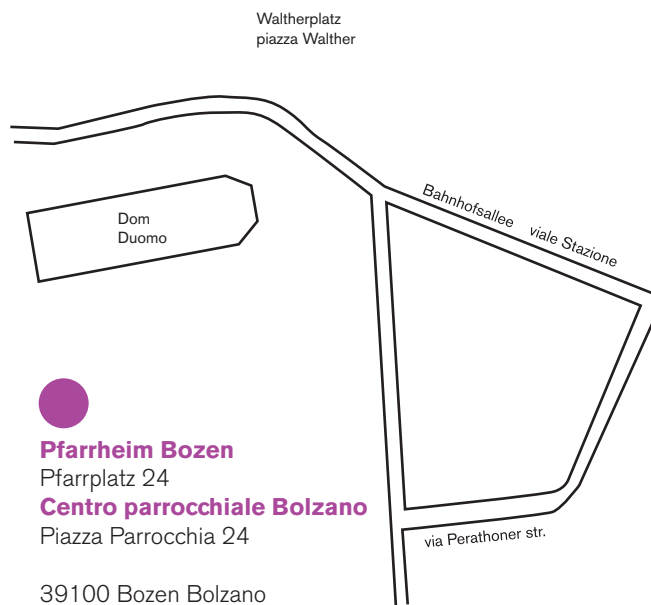 Waltherplatz
piazza Walther
Bahnhofsallee viale Stazione
Dom
Duomo
Pfarrheim Bozen
Pfarrplatz 24
Centro parrocchiale Bolzano
Piazza Parrocchia 24
via Perathoner str.
39100 Bozen Bolzano